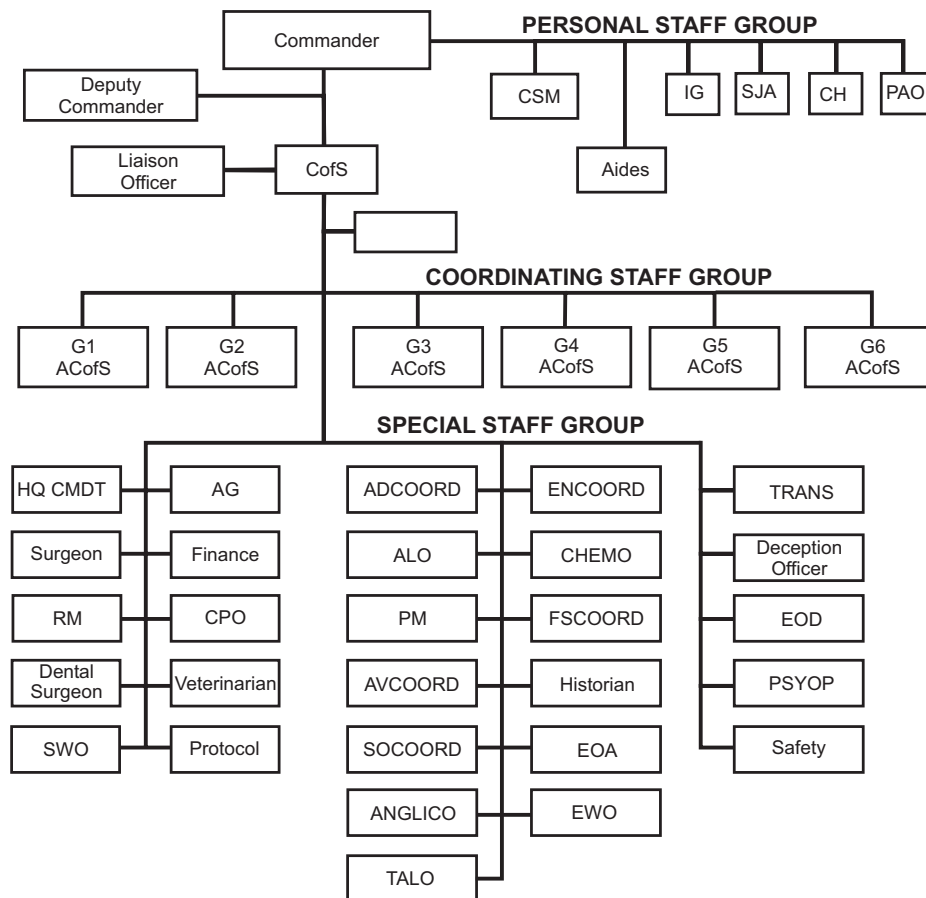 PERSONAL STAFF GROUP
Commander
Deputy
Commander
CSM
IG
SJA
CH
PAO
Liaison
Officer
CofS
Aides
COORDINATING STAFF GROUP
G1
ACofS
G2
ACofS
G3
ACofS
G4
ACofS
G5
ACofS
G6
ACofS
SPECIAL STAFF GROUP
HQ CMDT
AG
Surgeon
Finance
RM
CPO
Dental
Surgeon
Veterinarian
SWO
Protocol
ADCOORD
ENCOORD
ALO
CHEMO
PM
FSCOORD
AVCOORD
Historian
SOCOORD
EOA
ANGLICO
EWO
TALO
TRANS
Deception
Officer
EOD
PSYOP
Safety